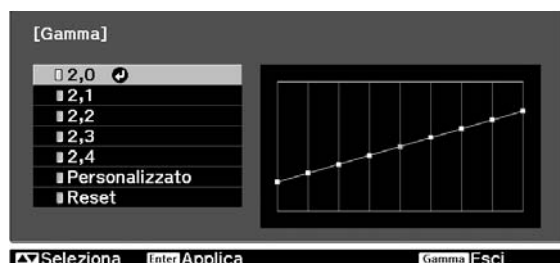 [Gamma]
2,0
2,1
2,2
2,3
2,4
Personalizzato
Reset
Seleziona Enter Applica Gamma Esci